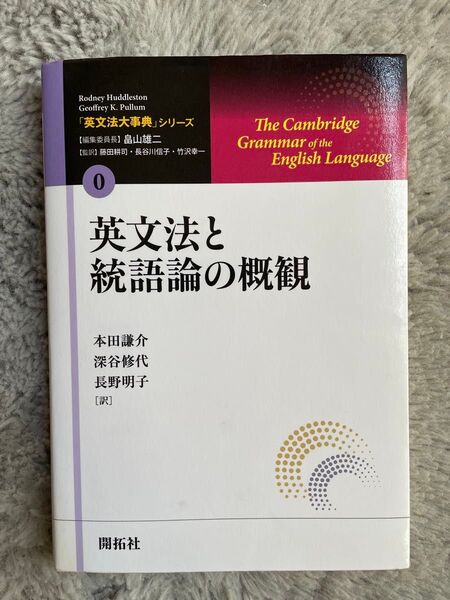 Rodney Huddleston
Geoffrey K. Pullum
「英文法大事典」シリーズ
【編集委員長】畠山雄二
【監訳】藤田耕司・長谷川信子・竹沢幸一
The Cambridge
Grammar of the
English Language
0
英文法と
統語論の概観
本田謙介
深谷修代
長野明子
[訳]
開拓社